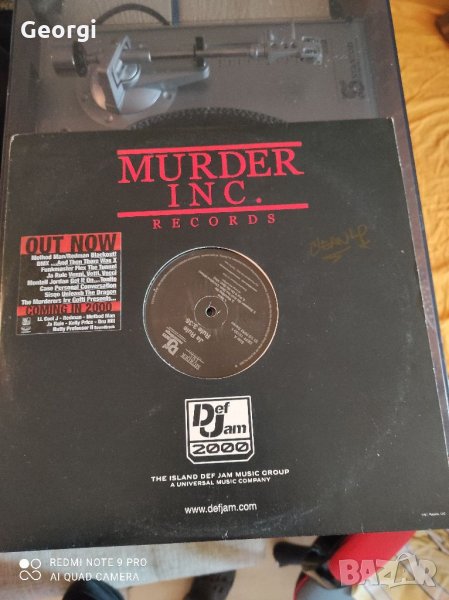 Georgi
MURDER
INC.
RECORDS
OUT NOW
Method Man/Redman Blackout!
DMX ...And Then There Was X
Funkmaster Flex The Tunnel
Ja Rule Venni, Vetti, Vecci
Montell Jordan Get It On...Tonite
Case Personal Conversation
Sisqo Unleash The Dragon
The Murderers Irv Gotti Presents...
COMING IN 2000
LL Cool J - Redman - Method Man
Ja Rule - Kelly Price - Dru Hill
Nutty Professor II Soundtrack
Ja Rule
Def
Jam
2000
THE ISLAND DEF JAM MUSIC GROUP
A UNIVERSAL MUSIC COMPANY
www.defjam.com
REDMI NOTE 9 PRO
AI QUAD CAMERA
BAZAR